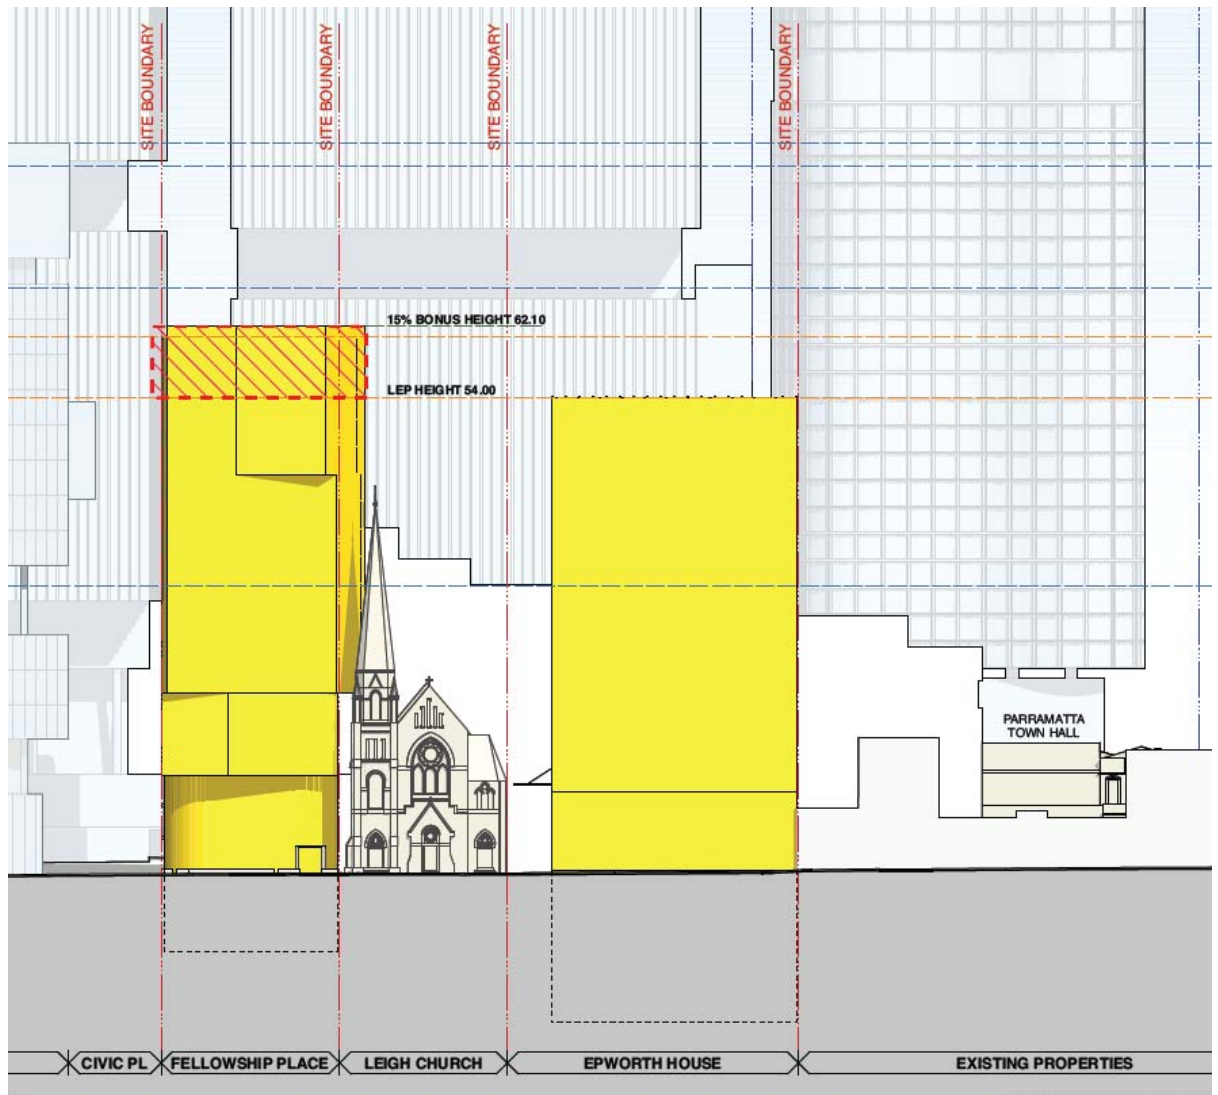 SITE BOUNDARY
SITE BOUNDARY
SITE BOUNDARY
SITE BOUNDARY
15% BONUS HEIGHT 62.10
LEP HEIGHT 54.00
PARRAMATTA
TOWN HALL
CIVIC PL
FELLOWSHIP PLACE
LEIGH CHURCH
EPWORTH HOUSE
EXISTING PROPERTIES